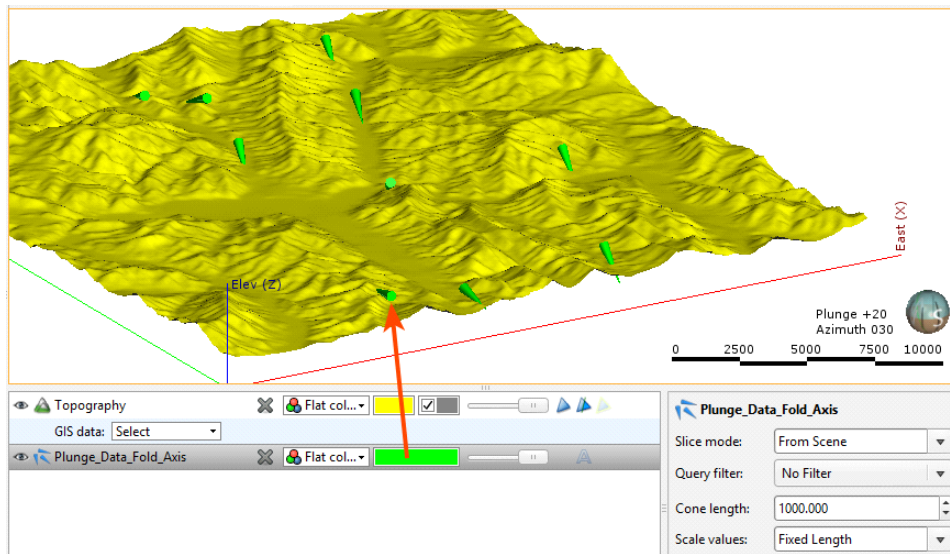 East (X)
Elev (Z)
S
Plunge +20
Azimuth 030
0 2500 5000 7500 10000
Topography Flat col...
GIS data: Select
Plunge_Data_Fold_Axis Flat col...
Plunge_Data_Fold_Axis
Slice mode: From Scene
Query filter: No Filter
Cone length: 1000.000
Scale values: Fixed Length